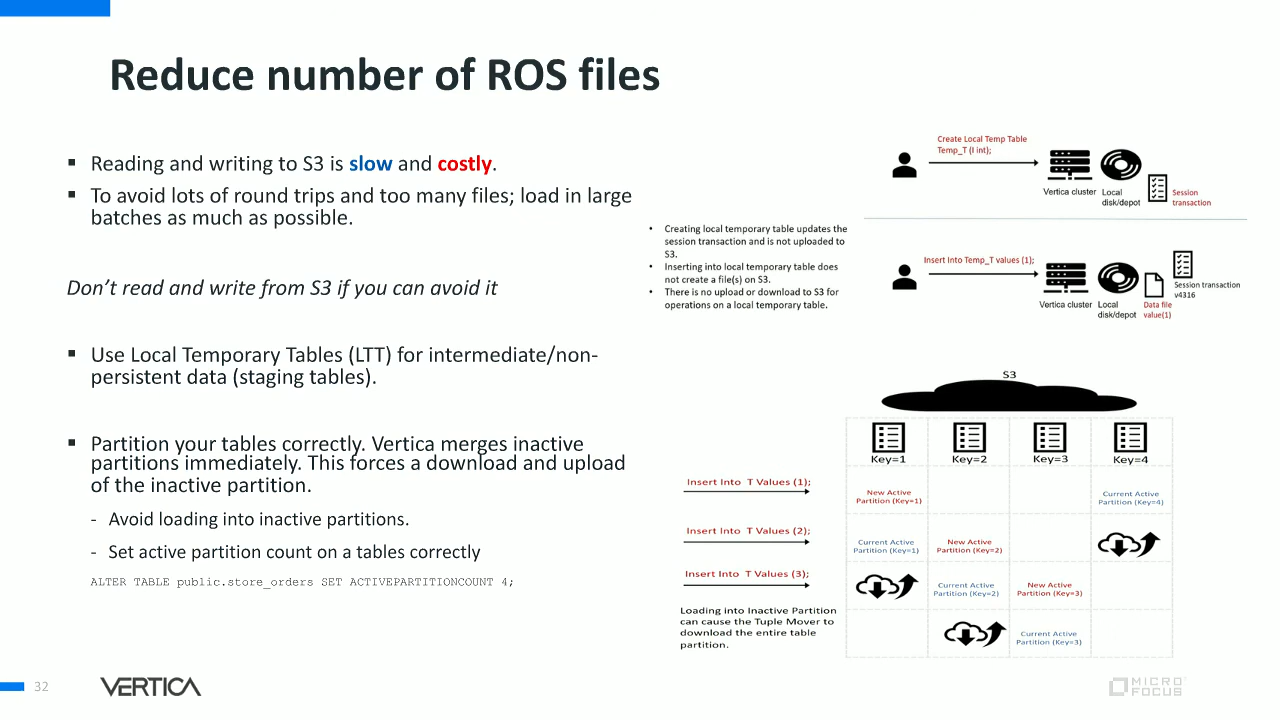 Reduce number of ROS files
▪ Reading and writing to S3 is slow and costly.
▪ To avoid lots of round trips and too many files; load in large
batches as much as possible.
Don’t read and write from S3 if you can avoid it
▪ Use Local Temporary Tables (LTT) for intermediate/non-
persistent data (staging tables).
▪ Partition your tables correctly. Vertica merges inactive
partitions immediately. This forces a download and upload
of the inactive partition.
- Avoid loading into inactive partitions.
- Set active partition count on a tables correctly
ALTER TABLE public.store_orders SET ACTIVEPARTITIONCOUNT 4;
• Creating local temporary table updates the
session transaction and is not uploaded to
S3.
• Inserting into local temporary table does
not create a file(s) on S3.
• There is no upload or download to S3 for
operations on a local temporary table.
Create Local Temp Table
Temp_T (I int);
Vertica cluster
Local
disk/depot
Session
transaction
Insert Into Temp_T values (1);
Vertica cluster
Local
disk/depot
Data file
value(1)
Session transaction
v4316
S3
Key=1
Key=2
Key=3
Key=4
Insert Into T Values (1);
New Active
Partition (Key=1)
Current Active
Partition (Key=4)
Insert Into T Values (2);
Current Active
Partition (Key=1)
New Active
Partition (Key=2)
Insert Into T Values (3);
Current Active
Partition (Key=2)
New Active
Partition (Key=3)
Current Active
Partition (Key=3)
Loading into Inactive Partition
can cause the Tuple Mover to
download the entire table
partition.
32
VERTICA
MICRO
FOCUS